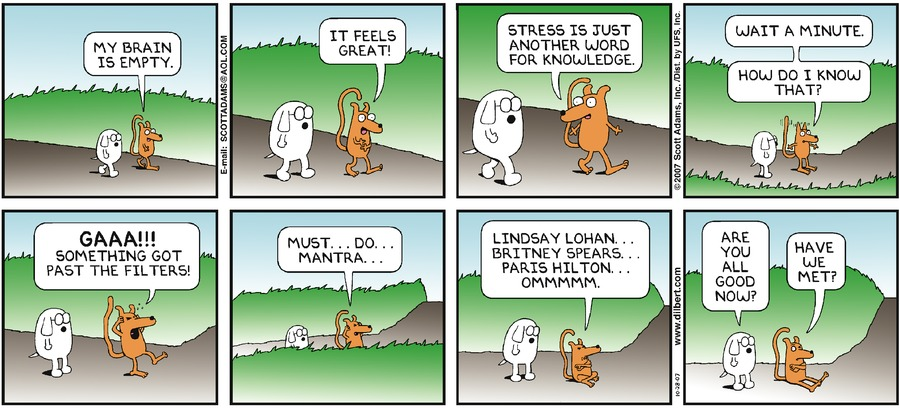 MY BRAIN
IS EMPTY.
E-mail: SCOTTADAMS@AOL.COM
IT FEELS
GREAT!
STRESS IS JUST
ANOTHER WORD
FOR KNOWLEDGE.
©2007 Scott Adams, Inc./Dist. by UFS, Inc.
WAIT A MINUTE.
HOW DO I KNOW
THAT?
GAAA!!!
SOMETHING GOT
PAST THE FILTERS!
MUST... DO...
MANTRA...
LINDSAY LOHAN...
BRITNEY SPEARS...
PARIS HILTON...
OMMMMM.
10-28-07
www.dilbert.com
ARE
YOU
ALL
GOOD
NOW?
HAVE
WE
MET?